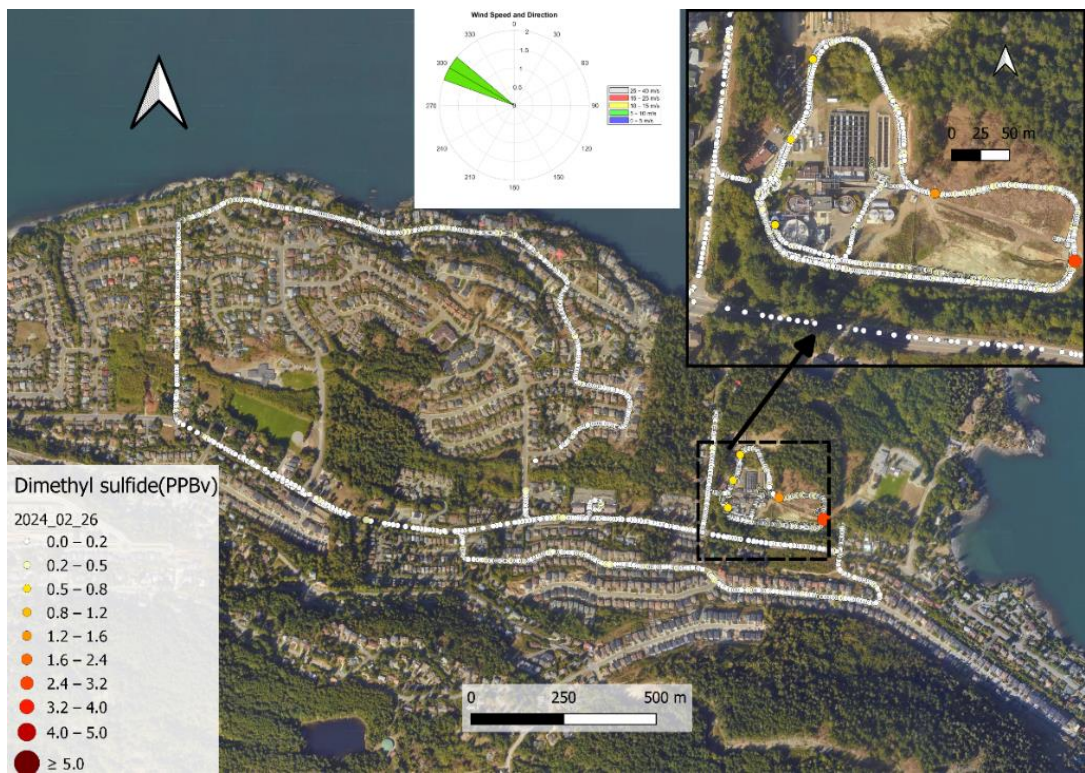 Wind Speed and Direction
330
0
2
30
1.5
300
1
60
0.5
270
0
90
240
120
210
180
150
25 – 40 m/s
15 – 25 m/s
10 – 15 m/s
5 – 10 m/s
0 – 5 m/s
0 25 50 m
Dimethyl sulfide(PPBv)
2024_02_26
0.0 – 0.2
0.2 – 0.5
0.5 – 0.8
0.8 – 1.2
1.2 – 1.6
1.6 – 2.4
2.4 – 3.2
3.2 – 4.0
4.0 – 5.0
≥ 5.0
0 250 500 m